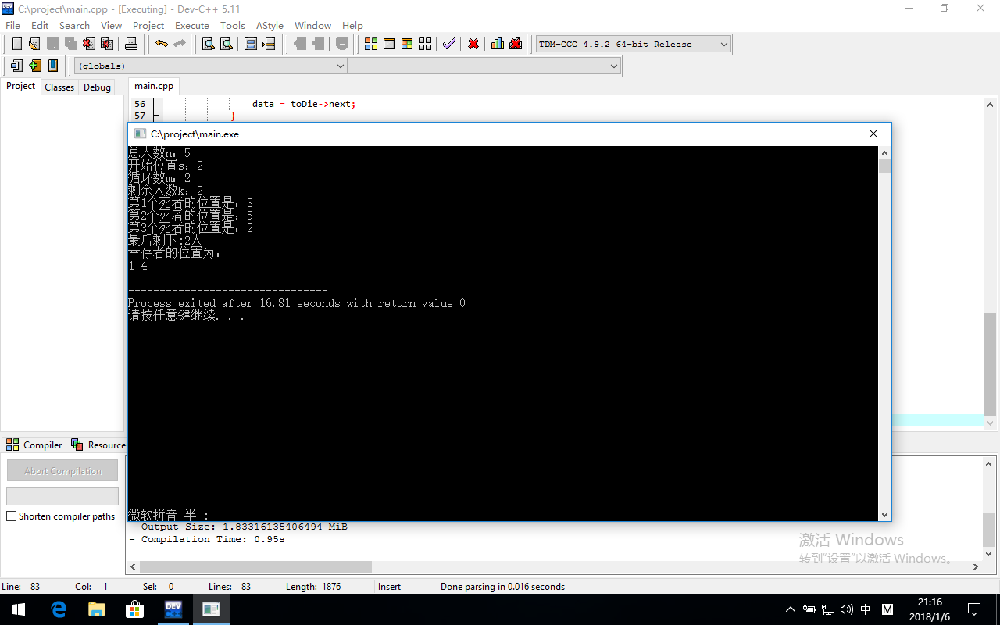 C:\project\main.cpp - [Executing] - Dev-C++ 5.11
File Edit Search View Project Execute Tools AStyle Window Help
TDM-GCC 4.9.2 64-bit Release
(globals)
Project Classes Debug main.cpp
56 data = toDie->next;
57 }
C:\project\main.exe
总人数n: 5
开始位置s: 2
循环数m: 2
剩余人数k: 2
第1个死者的位置是: 3
第2个死者的位置是: 5
第3个死者的位置是: 2
最后剩下:2人
幸存者的位置为:
1 4
--------------------------------
Process exited after 16.81 seconds with return value 0
请按任意键继续. . .
微软拼音 半 :
Compiler Resources
Abort Compilation
Shorten compiler paths
- Output Size: 1.83316135406494 MiB
- Compilation Time: 0.95s
激活 Windows
转到“设置”以激活 Windows。
Line: 83 Col: 1 Sel: 0 Lines: 83 Length: 1876 Insert Done parsing in 0.016 seconds
DEV C++
中 M 21:16
2018/1/6